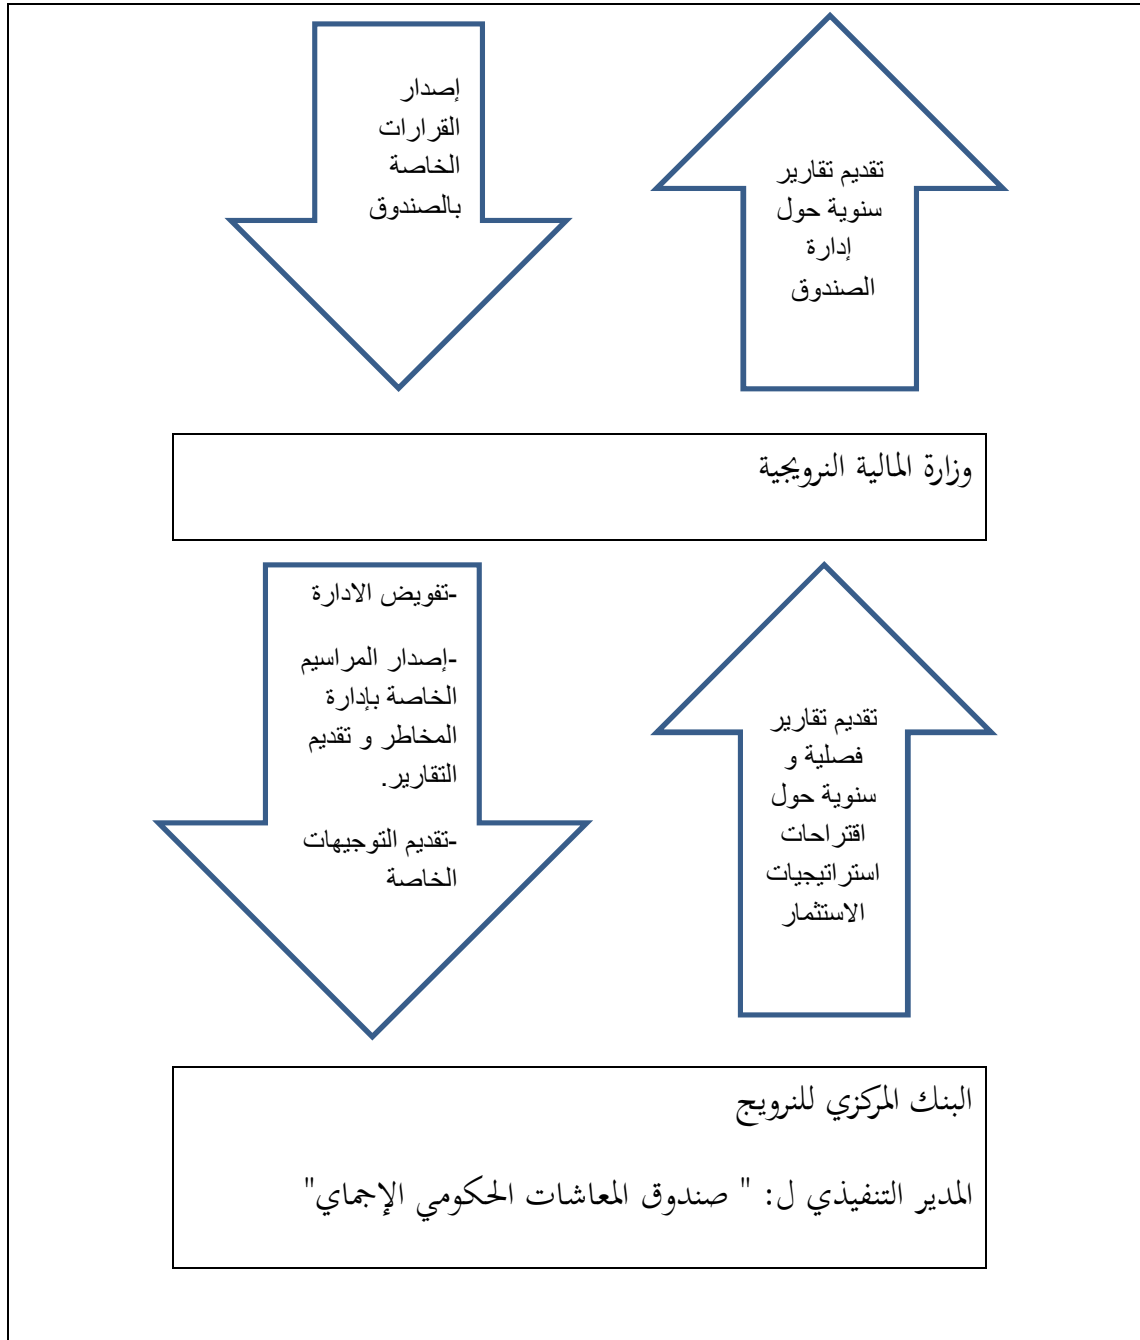 إصدار
القرارات
الخاصة
بالصندوق
تقديم تقارير
سنوية حول
إدارة
الصندوق
وزارة المالية النرويجية
-تفويض الادارة
-إصدار المراسيم
الخاصة بإدارة
المخاطر و تقديم
التقارير.
-تقديم التوجيهات
الخاصة
تقديم تقارير
فصلية و
سنوية حول
اقتراحات
استراتيجيات
الاستثمار
البنك المركزي للنرويج
المدير التنفيذي ل: " صندوق المعاشات الحكومي الإجماي"